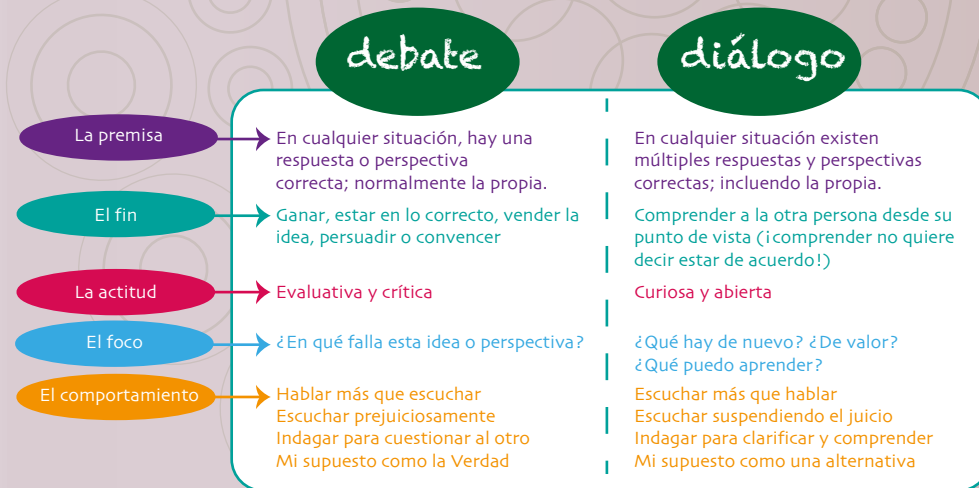 debate
diálogo
La premisa
En cualquier situación, hay una
respuesta o perspectiva
correcta; normalmente la propia.
En cualquier situación existen
múltiples respuestas y perspectivas
correctas; incluendo la propia.
El fin
Ganar, estar en lo correcto, vender la
idea, persuadir o convencer
Comprender a la otra persona desde su
punto de vista (¡comprender no quiere
decir estar de acuerdo!)
La actitud
Evaluativa y crítica
Curiosa y abierta
El foco
¿En qué falla esta idea o perspectiva?
¿Qué hay de nuevo? ¿De valor?
¿Qué puedo aprender?
El comportamiento
Hablar más que escuchar
Escuchar prejuiciosamente
Indagar para cuestionar al otro
Mi supuesto como la Verdad
Escuchar más que hablar
Escuchar suspendiendo el juicio
Indagar para clarificar y comprender
Mi supuesto como una alternativa